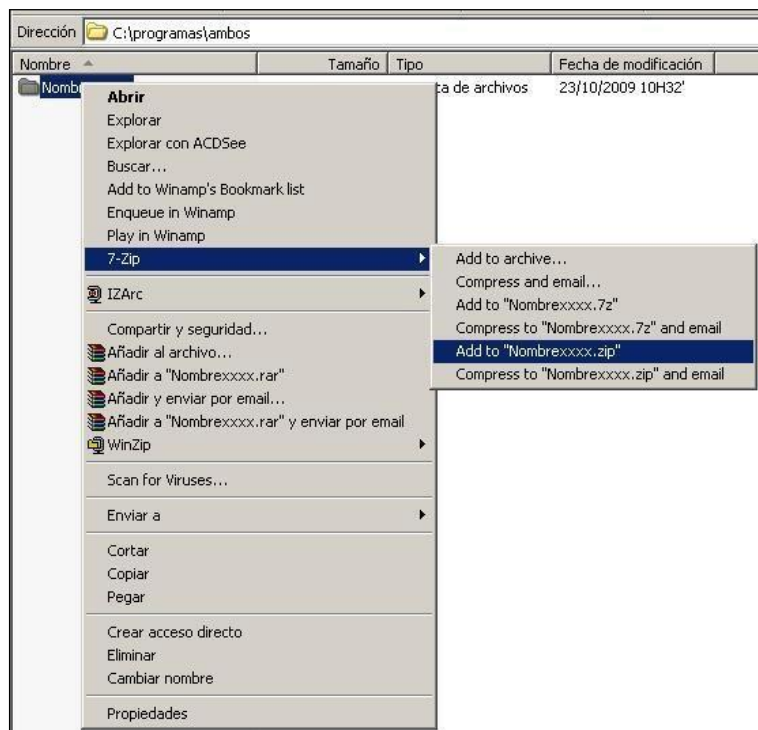 Dirección C:\programas\ambos
Nombre Tamaño Tipo Fecha de modificación
Nomb ta de archivos 23/10/2009 10H32'
Abrir
Explorar
Explorar con ACDSee
Buscar...
Add to Winamp's Bookmark list
Enqueue in Winamp
Play in Winamp
7-Zip
IZArc
Compartir y seguridad...
Añadir al archivo...
Añadir a "Nombrexxxx.rar"
Añadir y enviar por email...
Añadir a "Nombrexxxx.rar" y enviar por email
WinZip
Scan for Viruses...
Enviar a
Cortar
Copiar
Pegar
Crear acceso directo
Eliminar
Cambiar nombre
Propiedades
Add to archive...
Compress and email...
Add to "Nombrexxxx.7z"
Compress to "Nombrexxxx.7z" and email
Add to "Nombrexxxx.zip"
Compress to "Nombrexxxx.zip" and email